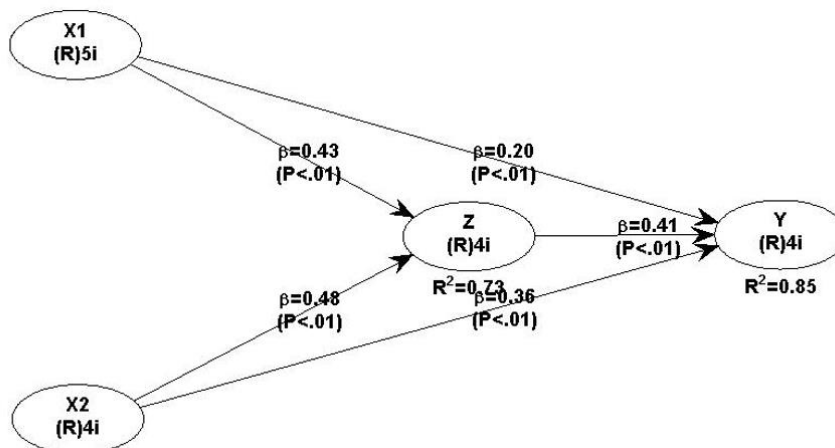 X1
(R)5i
β=0.43
(P<.01)
β=0.20
(P<.01)
Z
(R)4i
R²=0.73
β=0.41
(P<.01)
Y
(R)4i
R²=0.85
β=0.48
(P<.01)
β=0.36
(P<.01)
X2
(R)4i